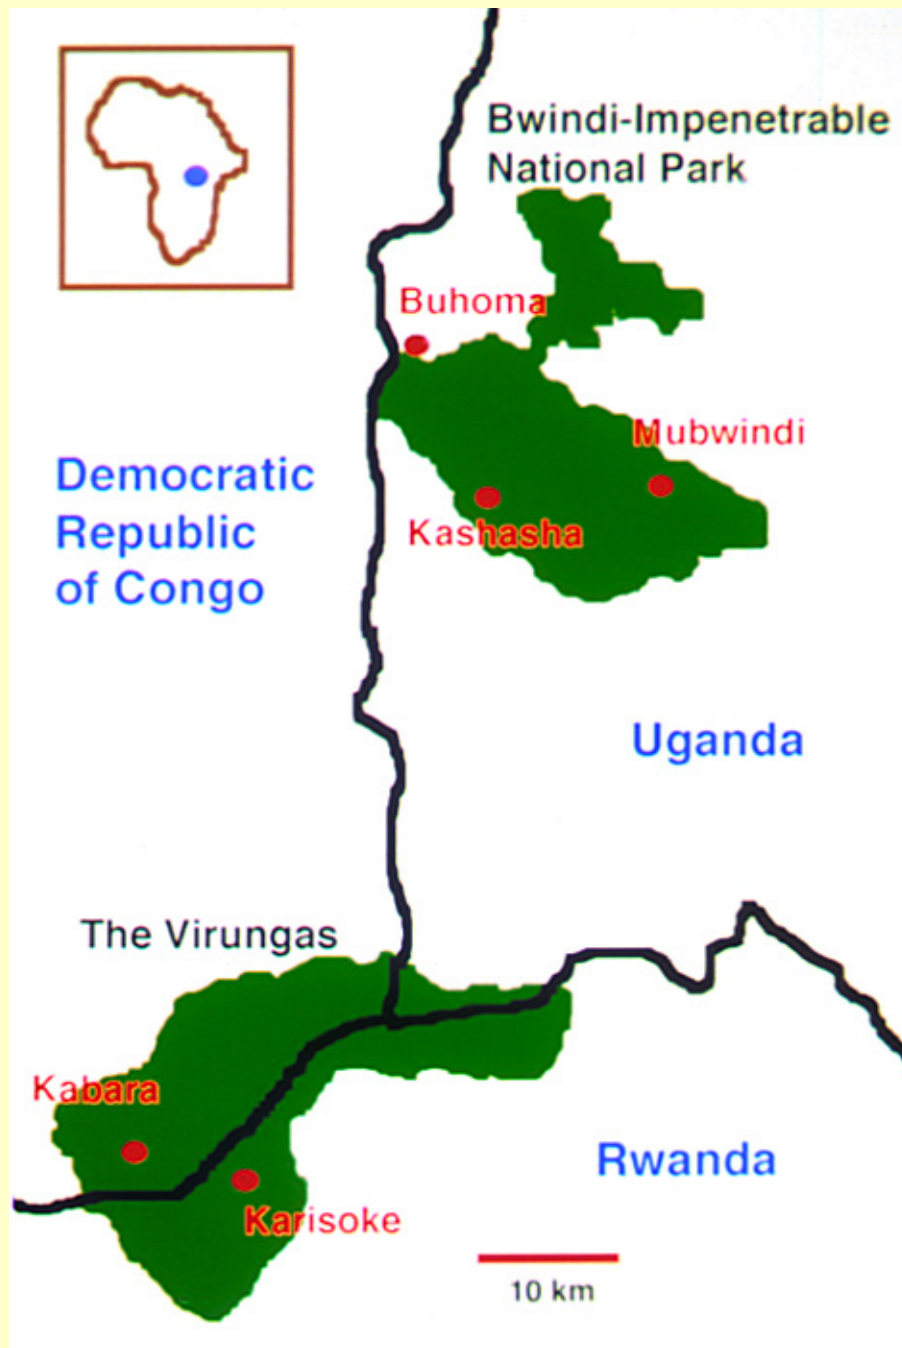 Bwindi-Impenetrable
National Park
Buhoma
Mubwindi
Democratic
Republic
of Congo
Kashasha
Uganda
The Virungas
Kabara
Rwanda
Karisoke
10 km